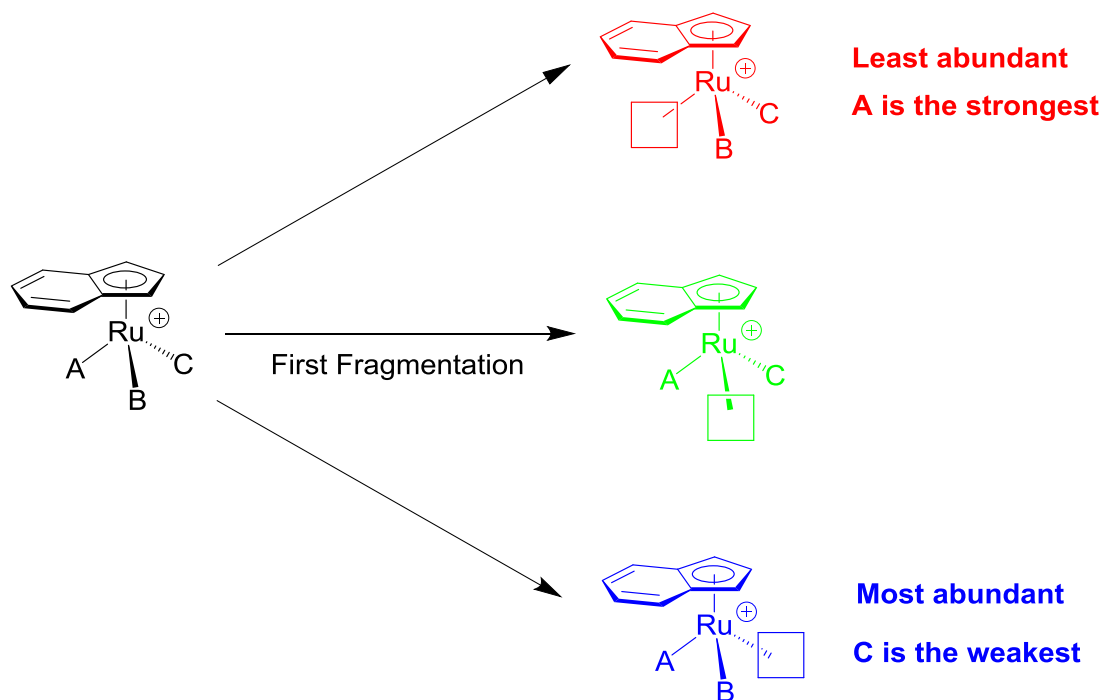 Ru
+
C
B
Least abundant
A is the strongest
Ru
+
A
B
C
First Fragmentation
Ru
+
A
C
Ru
+
A
B
Most abundant
C is the weakest